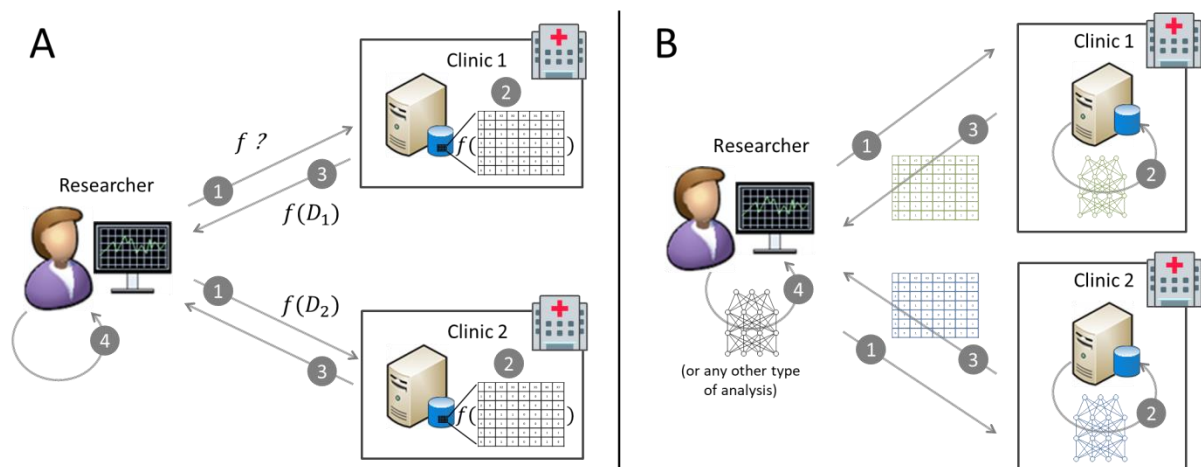 A
Clinic 1
2
f(
)
f ?
1
3
Researcher
f(D₁)
1
f(D₂)
4
3
Clinic 2
2
f(
)
B
Clinic 1
1
3
2
Researcher
4
(or any other type
of analysis)
1
3
Clinic 2
2